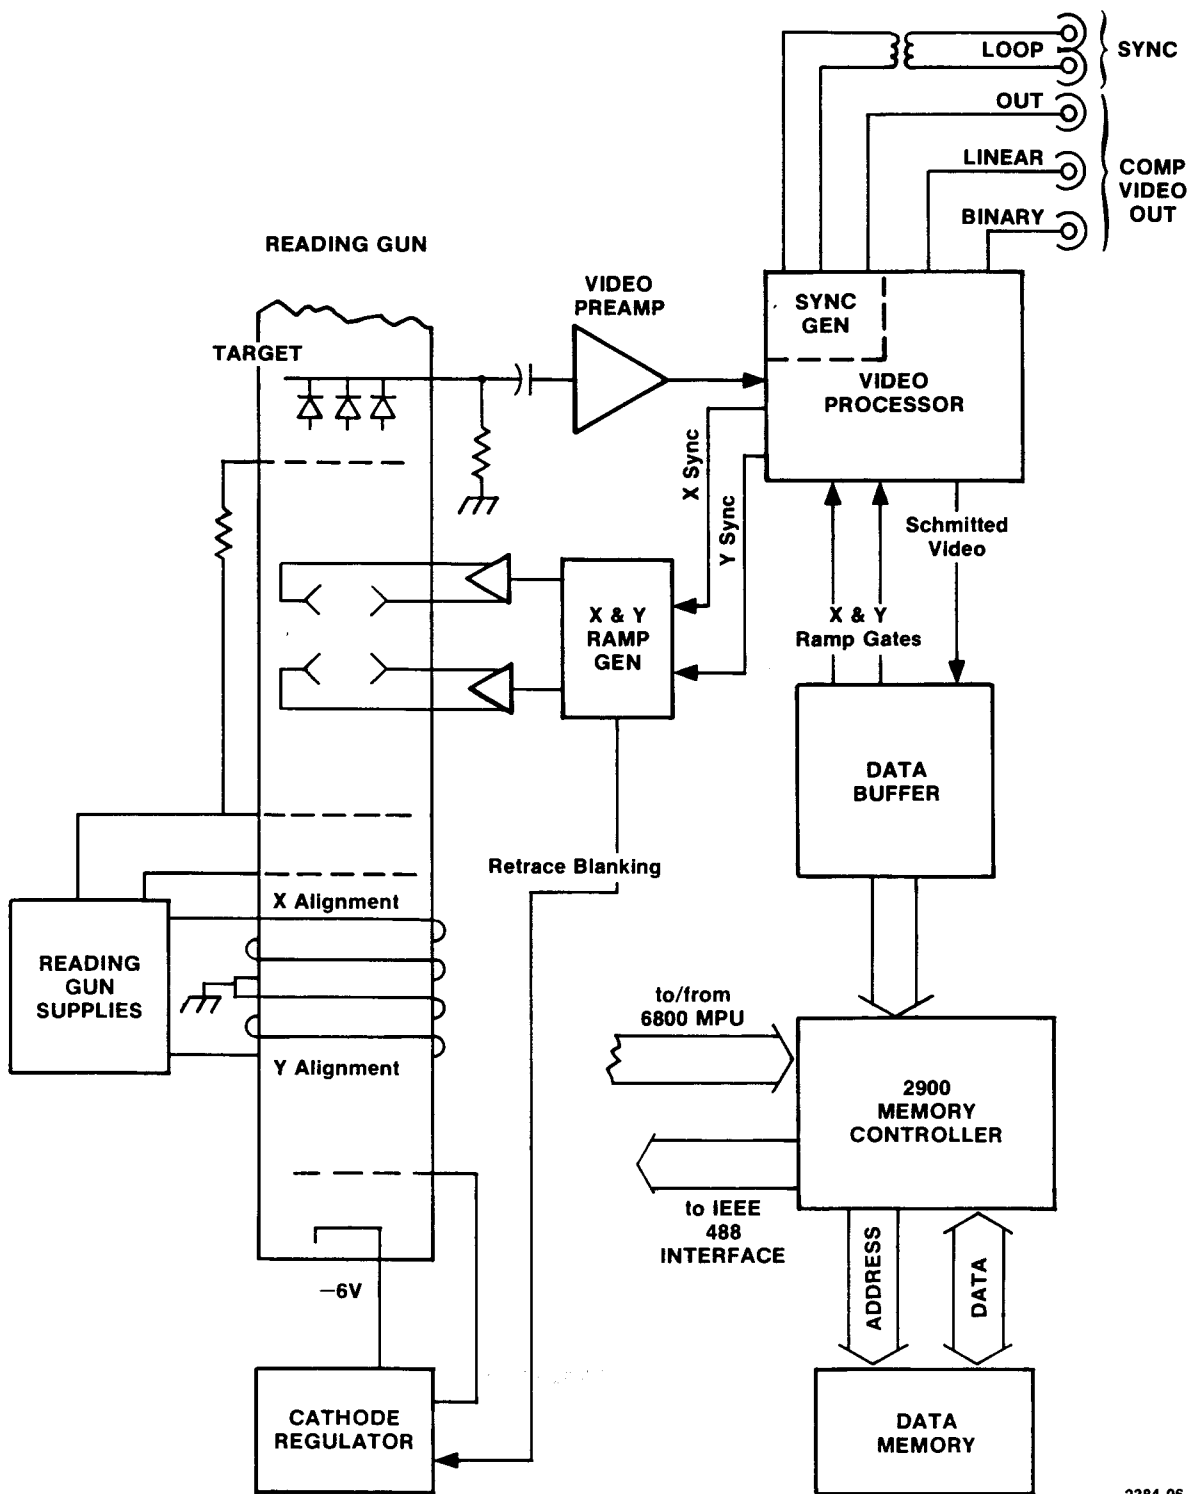 LOOP
SYNC
OUT
LINEAR
BINARY
COMP
VIDEO
OUT
READING GUN
VIDEO
PREAMP
SYNC
GEN
TARGET
VIDEO
PROCESSOR
X Sync
Y Sync
Schmitted
Video
X & Y
RAMP
GEN
X & Y
Ramp Gates
DATA
BUFFER
Retrace Blanking
X Alignment
READING
GUN
SUPPLIES
Y Alignment
to/from
6800 MPU
2900
MEMORY
CONTROLLER
to IEEE
488
INTERFACE
ADDRESS
DATA
−6V
CATHODE
REGULATOR
DATA
MEMORY